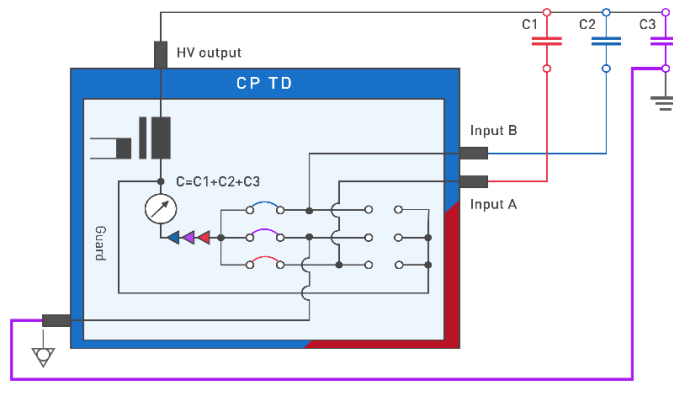 C1 C2 C3
HV output
CP TD
Input B
C=C1+C2+C3
Input A
Guard